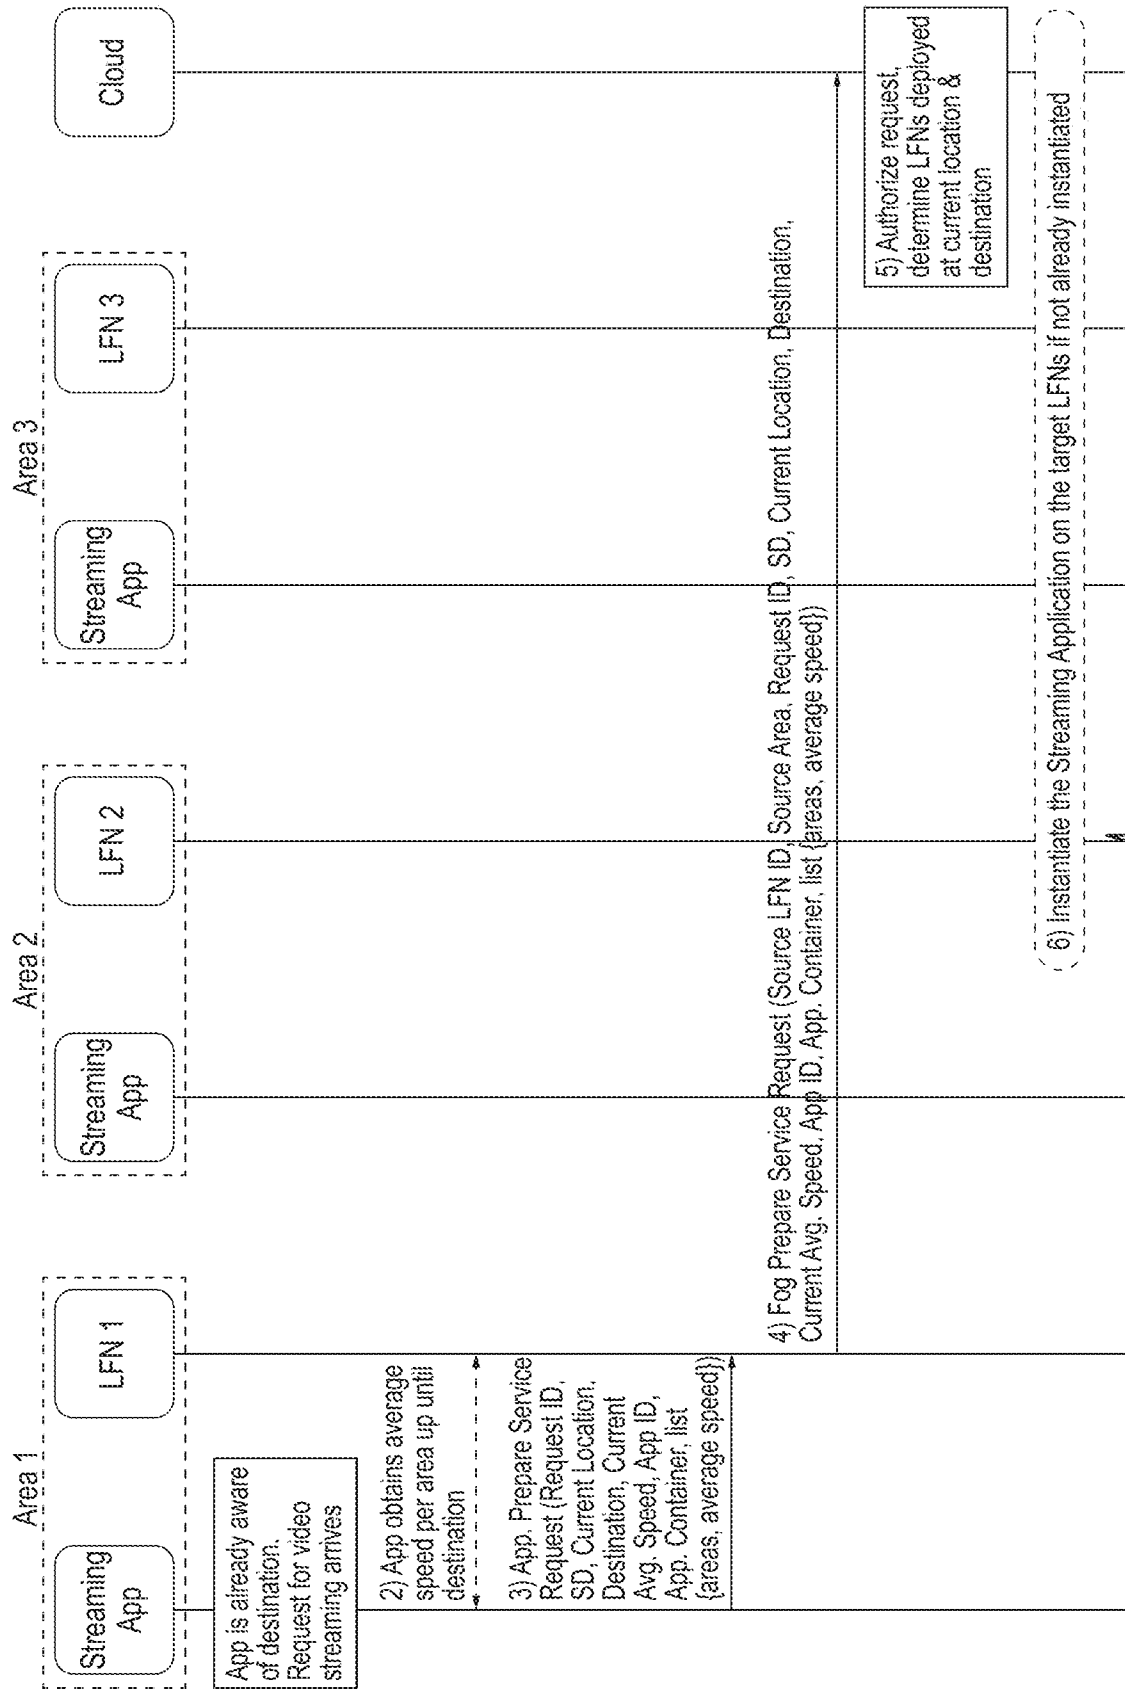 Area 1
Area 2
Area 3
Streaming
App
LFN 1
Streaming
App
LFN 2
Streaming
App
LFN 3
Cloud
App is already aware
of destination.
Request for video
streaming arrives
2) App obtains average
speed per area up until
destination
3) App. Prepare Service
Request (Request ID,
SD, Current Location,
Destination, Current
Avg. Speed, App ID,
App. Container, list
{areas, average speed})
4) Fog Prepare Service Request (Source LFN ID, Source Area, Request ID, SD, Current Location, Destination,
Current Avg. Speed, App ID, App. Container, list {areas, average speed})
5) Authorize request,
determine LFNs deployed
at current location &
destination
6) Instantiate the Streaming Application on the target LFNs if not already instantiated